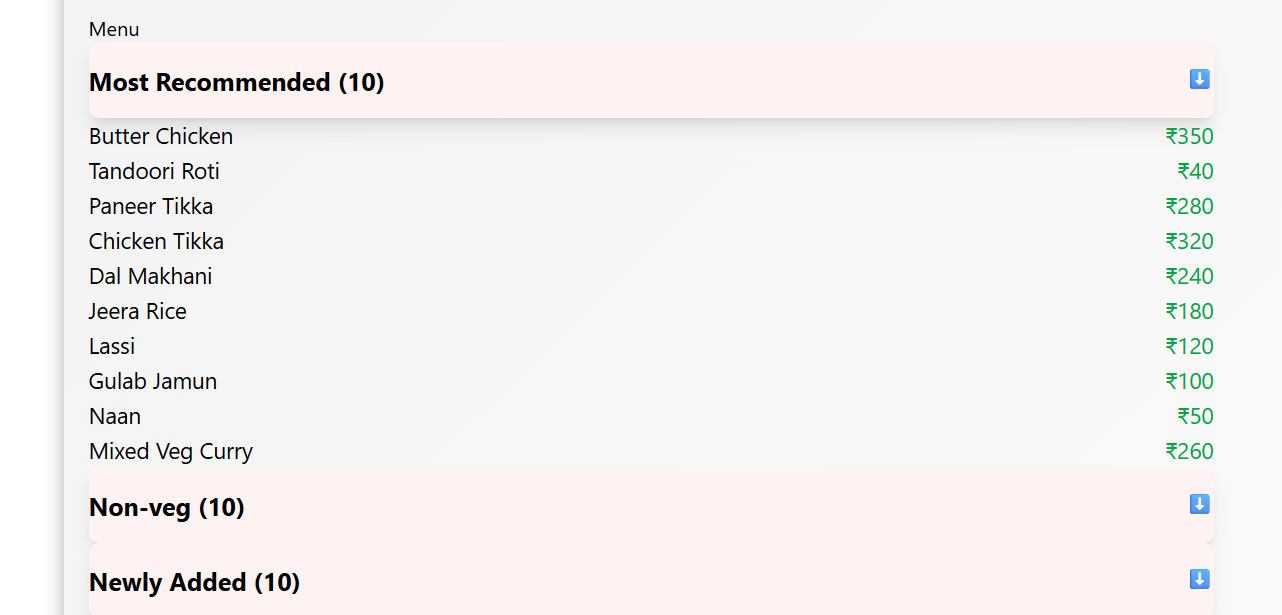 Menu
Most Recommended (10) ⬇️
Butter Chicken ₹350
Tandoori Roti ₹40
Paneer Tikka ₹280
Chicken Tikka ₹320
Dal Makhani ₹240
Jeera Rice ₹180
Lassi ₹120
Gulab Jamun ₹100
Naan ₹50
Mixed Veg Curry ₹260
Non-veg (10) ⬇️
Newly Added (10) ⬇️